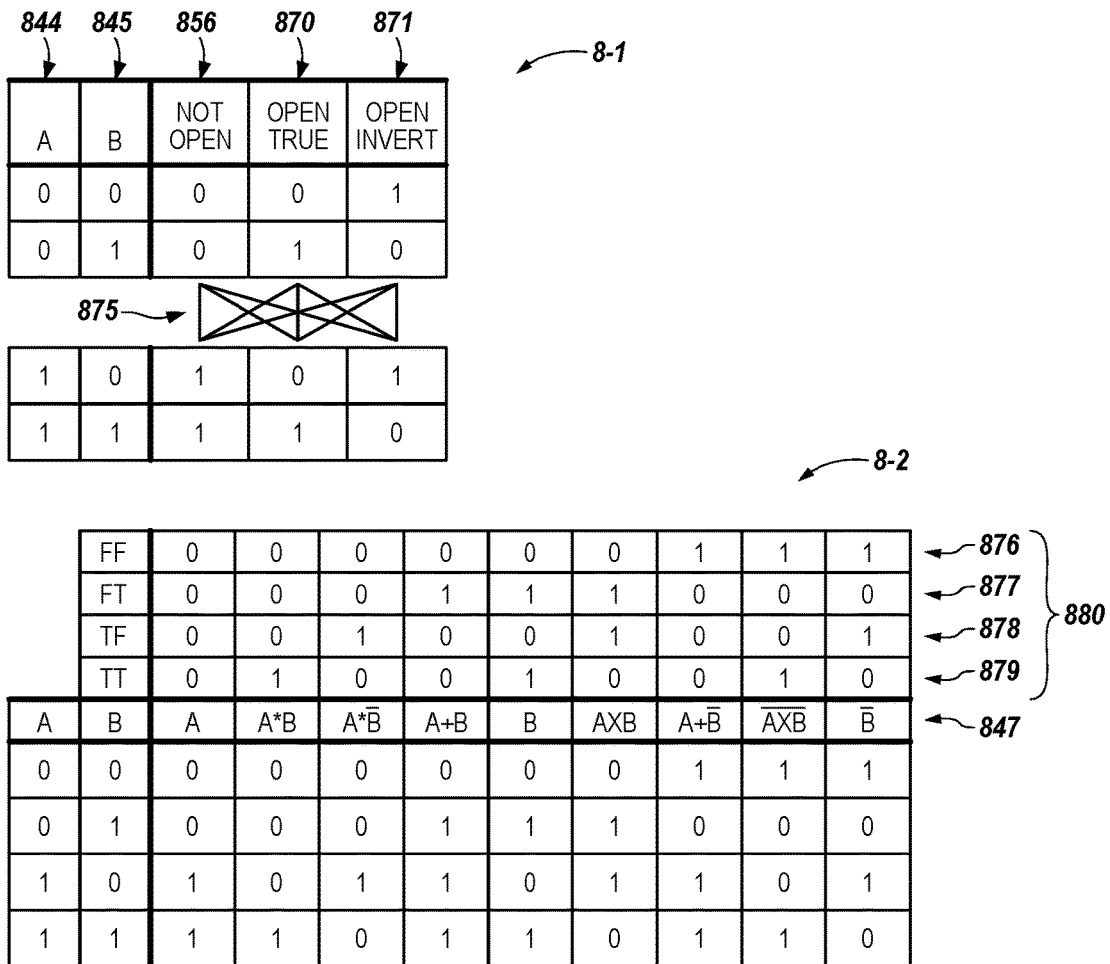 844 845 856 870 871
8-1
A B NOT OPEN OPEN TRUE OPEN INVERT
0 0 0 0 1
0 1 0 1 0
875
1 0 1 0 1
1 1 1 1 0
8-2
FF 0 0 0 0 0 0 1 1 1 876
FT 0 0 0 1 1 1 0 0 0 877
TF 0 0 1 0 0 1 0 0 1 878
TT 0 1 0 0 1 0 0 1 0 879
880
A B A A*B A*B̅ A+B B AXB A+B̅ A̅X̅B̅ B̅ 847
0 0 0 0 0 0 0 0 1 1 1
0 1 0 0 0 1 1 1 0 0 0
1 0 1 0 1 1 0 1 1 0 1
1 1 1 1 0 1 1 0 1 1 0